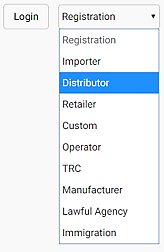 Login Registration
Registration
Importer
Distributor
Retailer
Custom
Operator
TRC
Manufacturer
Lawful Agency
Immigration